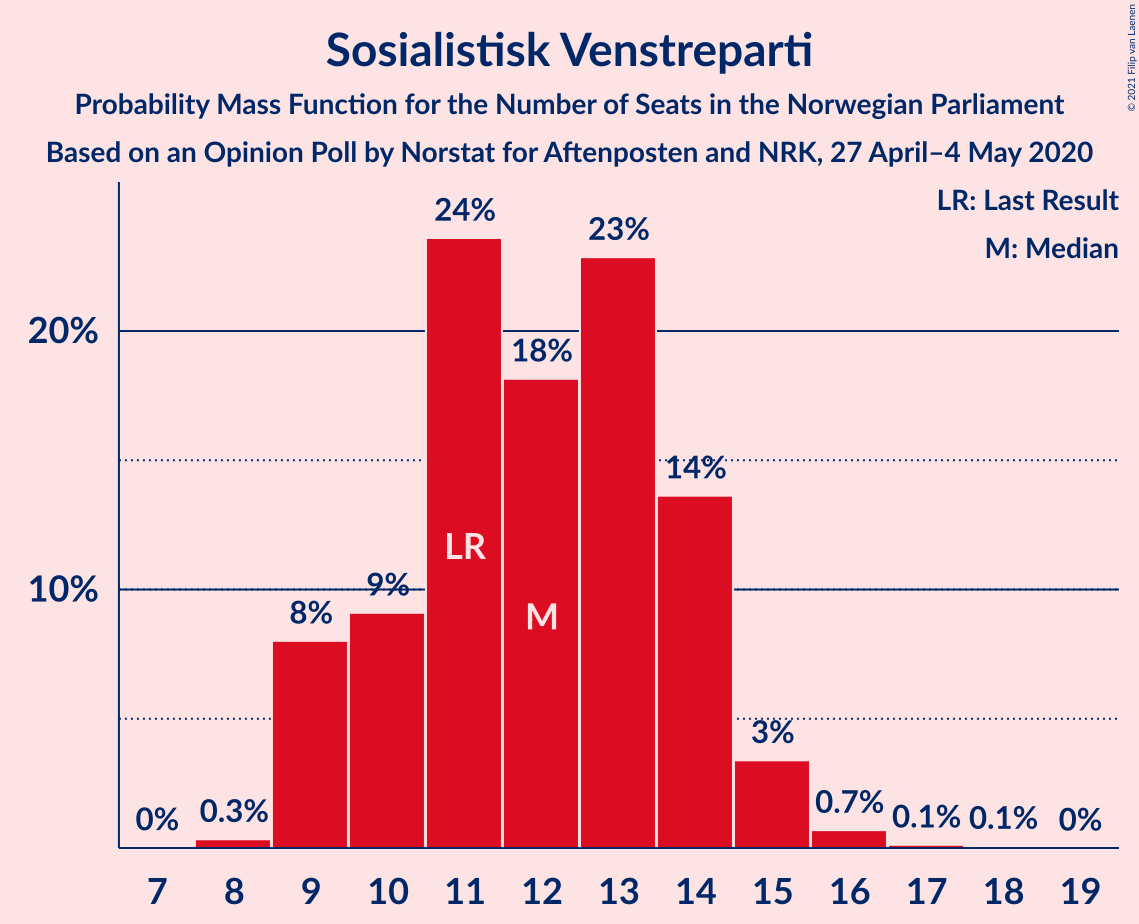 Sosialistisk Venstreparti
Probability Mass Function for the Number of Seats in the Norwegian Parliament
Based on an Opinion Poll by Norstat for Aftenposten and NRK, 27 April–4 May 2020
© 2021 Filip van Laenen
LR: Last Result
M: Median
20%
10%
0%
0.3%
8%
9%
24%
18%
23%
14%
3%
0.7%
0.1%
0.1%
0%
LR
M
7 8 9 10 11 12 13 14 15 16 17 18 19